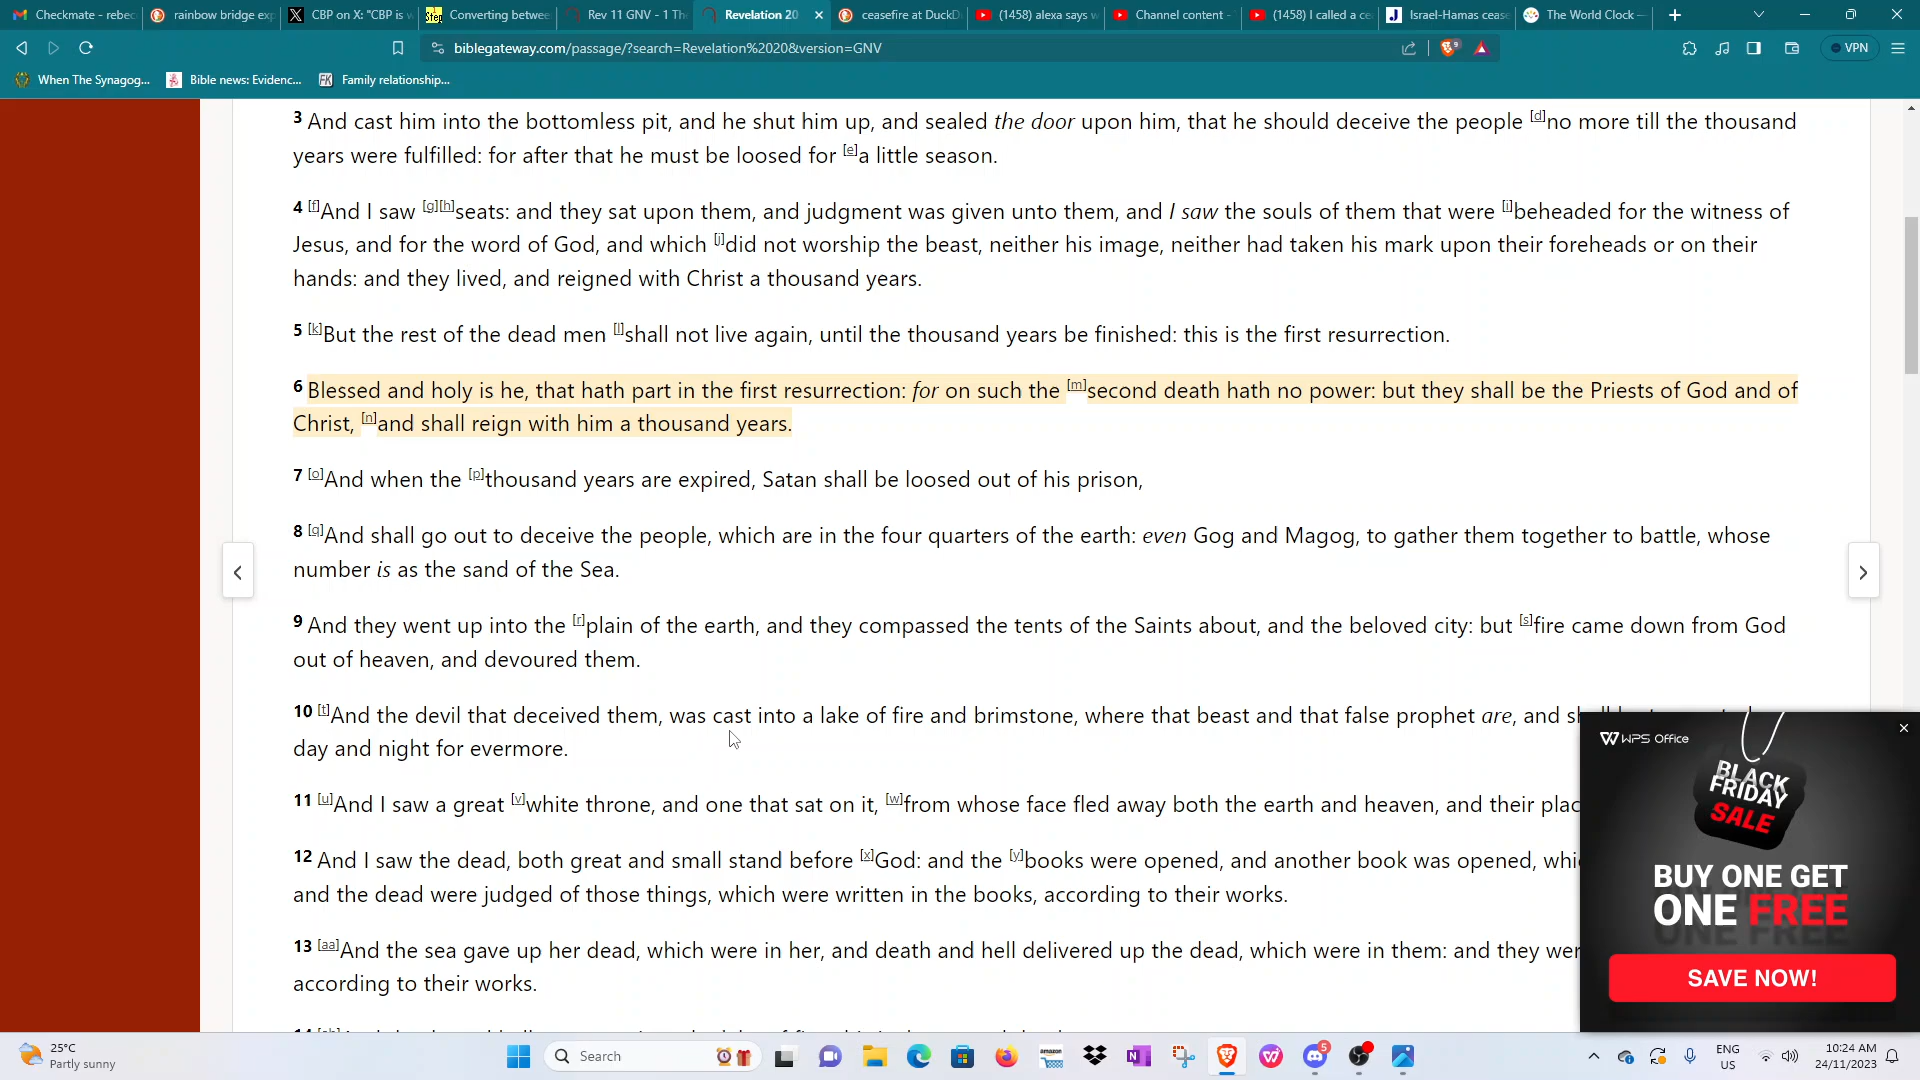 Checkmate - rebec
rainbow bridge exp
CBP on X: "CBP is w
Converting betwee
Rev 11 GNV - 1 The
Revelation 20
ceasefire at DuckD
(1458) alexa says w
Channel content -
(1458) I called a ce
Israel-Hamas cease
The World Clock —
biblegateway.com/passage/?search=Revelation%2020&version=GNV
VPN
When The Synagog...
Bible news: Evidenc...
FK Family relationship...
3 And cast him into the bottomless pit, and he shut him up, and sealed the door upon him, that he should deceive the people [d]no more till the thousand
years were fulfilled: for after that he must be loosed for [e]a little season.
4 [f]And I saw [g][h]seats: and they sat upon them, and judgment was given unto them, and I saw the souls of them that were [i]beheaded for the witness of
Jesus, and for the word of God, and which [j]did not worship the beast, neither his image, neither had taken his mark upon their foreheads or on their
hands: and they lived, and reigned with Christ a thousand years.
5 [k]But the rest of the dead men [l]shall not live again, until the thousand years be finished: this is the first resurrection.
6 Blessed and holy is he, that hath part in the first resurrection: for on such the [m]second death hath no power: but they shall be the Priests of God and of
Christ, [n]and shall reign with him a thousand years.
7 [o]And when the [p]thousand years are expired, Satan shall be loosed out of his prison,
8 [q]And shall go out to deceive the people, which are in the four quarters of the earth: even Gog and Magog, to gather them together to battle, whose
number is as the sand of the Sea.
9 And they went up into the [r]plain of the earth, and they compassed the tents of the Saints about, and the beloved city: but [s]fire came down from God
out of heaven, and devoured them.
10 [t]And the devil that deceived them, was cast into a lake of fire and brimstone, where that beast and that false prophet are, and
day and night for evermore.
11 [u]And I saw a great [v]white throne, and one that sat on it, [w]from whose face fled away both the earth and heaven, and their plac
12 And I saw the dead, both great and small stand before [x]God: and the [y]books were opened, and another book was opened, whi
and the dead were judged of those things, which were written in the books, according to their works.
13 [aa]And the sea gave up her dead, which were in her, and death and hell delivered up the dead, which were in them: and they wer
according to their works.
WPS Office
BLACK
FRIDAY
SALE
BUY ONE GET
ONE FREE
SAVE NOW!
25°C
Partly sunny
Search
amazon
5
ENG
US
10:24 AM
24/11/2023